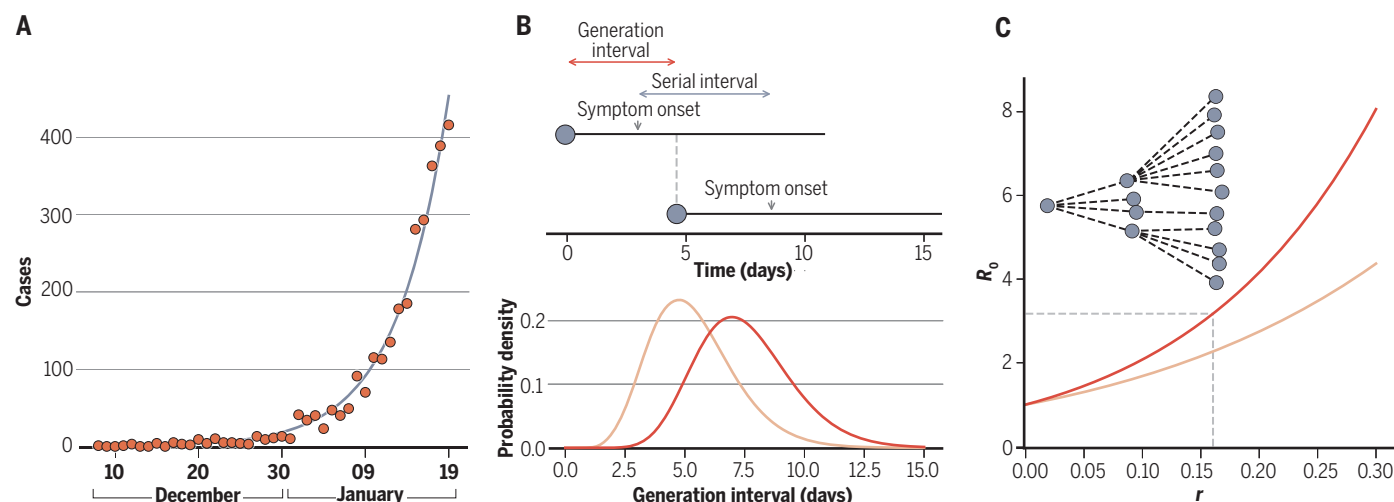 A
Cases
400
300
200
100
0
10 20 30 09 19
December January
B
Generation
interval
Serial interval
Symptom onset
Symptom onset
0 5 10 15
Time (days)
Probability density
0.2
0.1
0.0
0.0 2.5 5.0 7.5 10.0 12.5 15.0
Generation interval (days)
C
R0
8
6
4
2
0
0.00 0.05 0.10 0.15 0.20 0.25 0.30
r